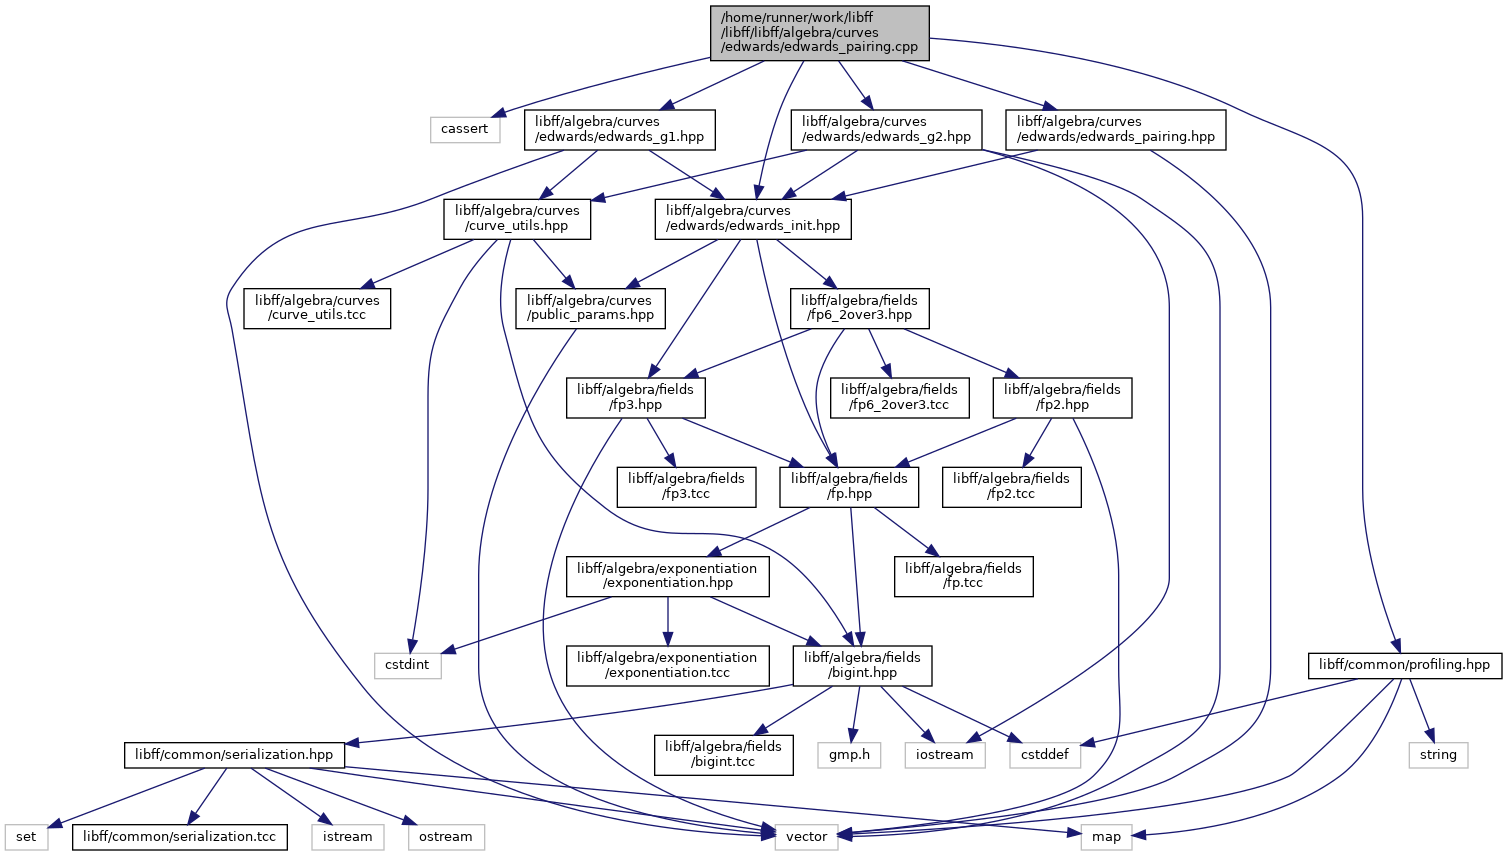 /home/runner/work/libff
/libff/libff/algebra/curves
/edwards/edwards_pairing.cpp
cassert
libff/algebra/curves
/edwards/edwards_g1.hpp
libff/algebra/curves
/edwards/edwards_g2.hpp
libff/algebra/curves
/edwards/edwards_pairing.hpp
libff/algebra/curves
/curve_utils.hpp
libff/algebra/curves
/edwards/edwards_init.hpp
libff/algebra/curves
/curve_utils.tcc
libff/algebra/curves
/public_params.hpp
libff/algebra/fields
/fp6_2over3.hpp
libff/algebra/fields
/fp3.hpp
libff/algebra/fields
/fp6_2over3.tcc
libff/algebra/fields
/fp2.hpp
libff/algebra/fields
/fp3.tcc
libff/algebra/fields
/fp.hpp
libff/algebra/fields
/fp2.tcc
libff/algebra/exponentiation
/exponentiation.hpp
libff/algebra/fields
/fp.tcc
cstdint
libff/algebra/exponentiation
/exponentiation.tcc
libff/algebra/fields
/bigint.hpp
libff/common/profiling.hpp
libff/common/serialization.hpp
libff/algebra/fields
/bigint.tcc
gmp.h
iostream
cstddef
string
set
libff/common/serialization.tcc
istream
ostream
vector
map